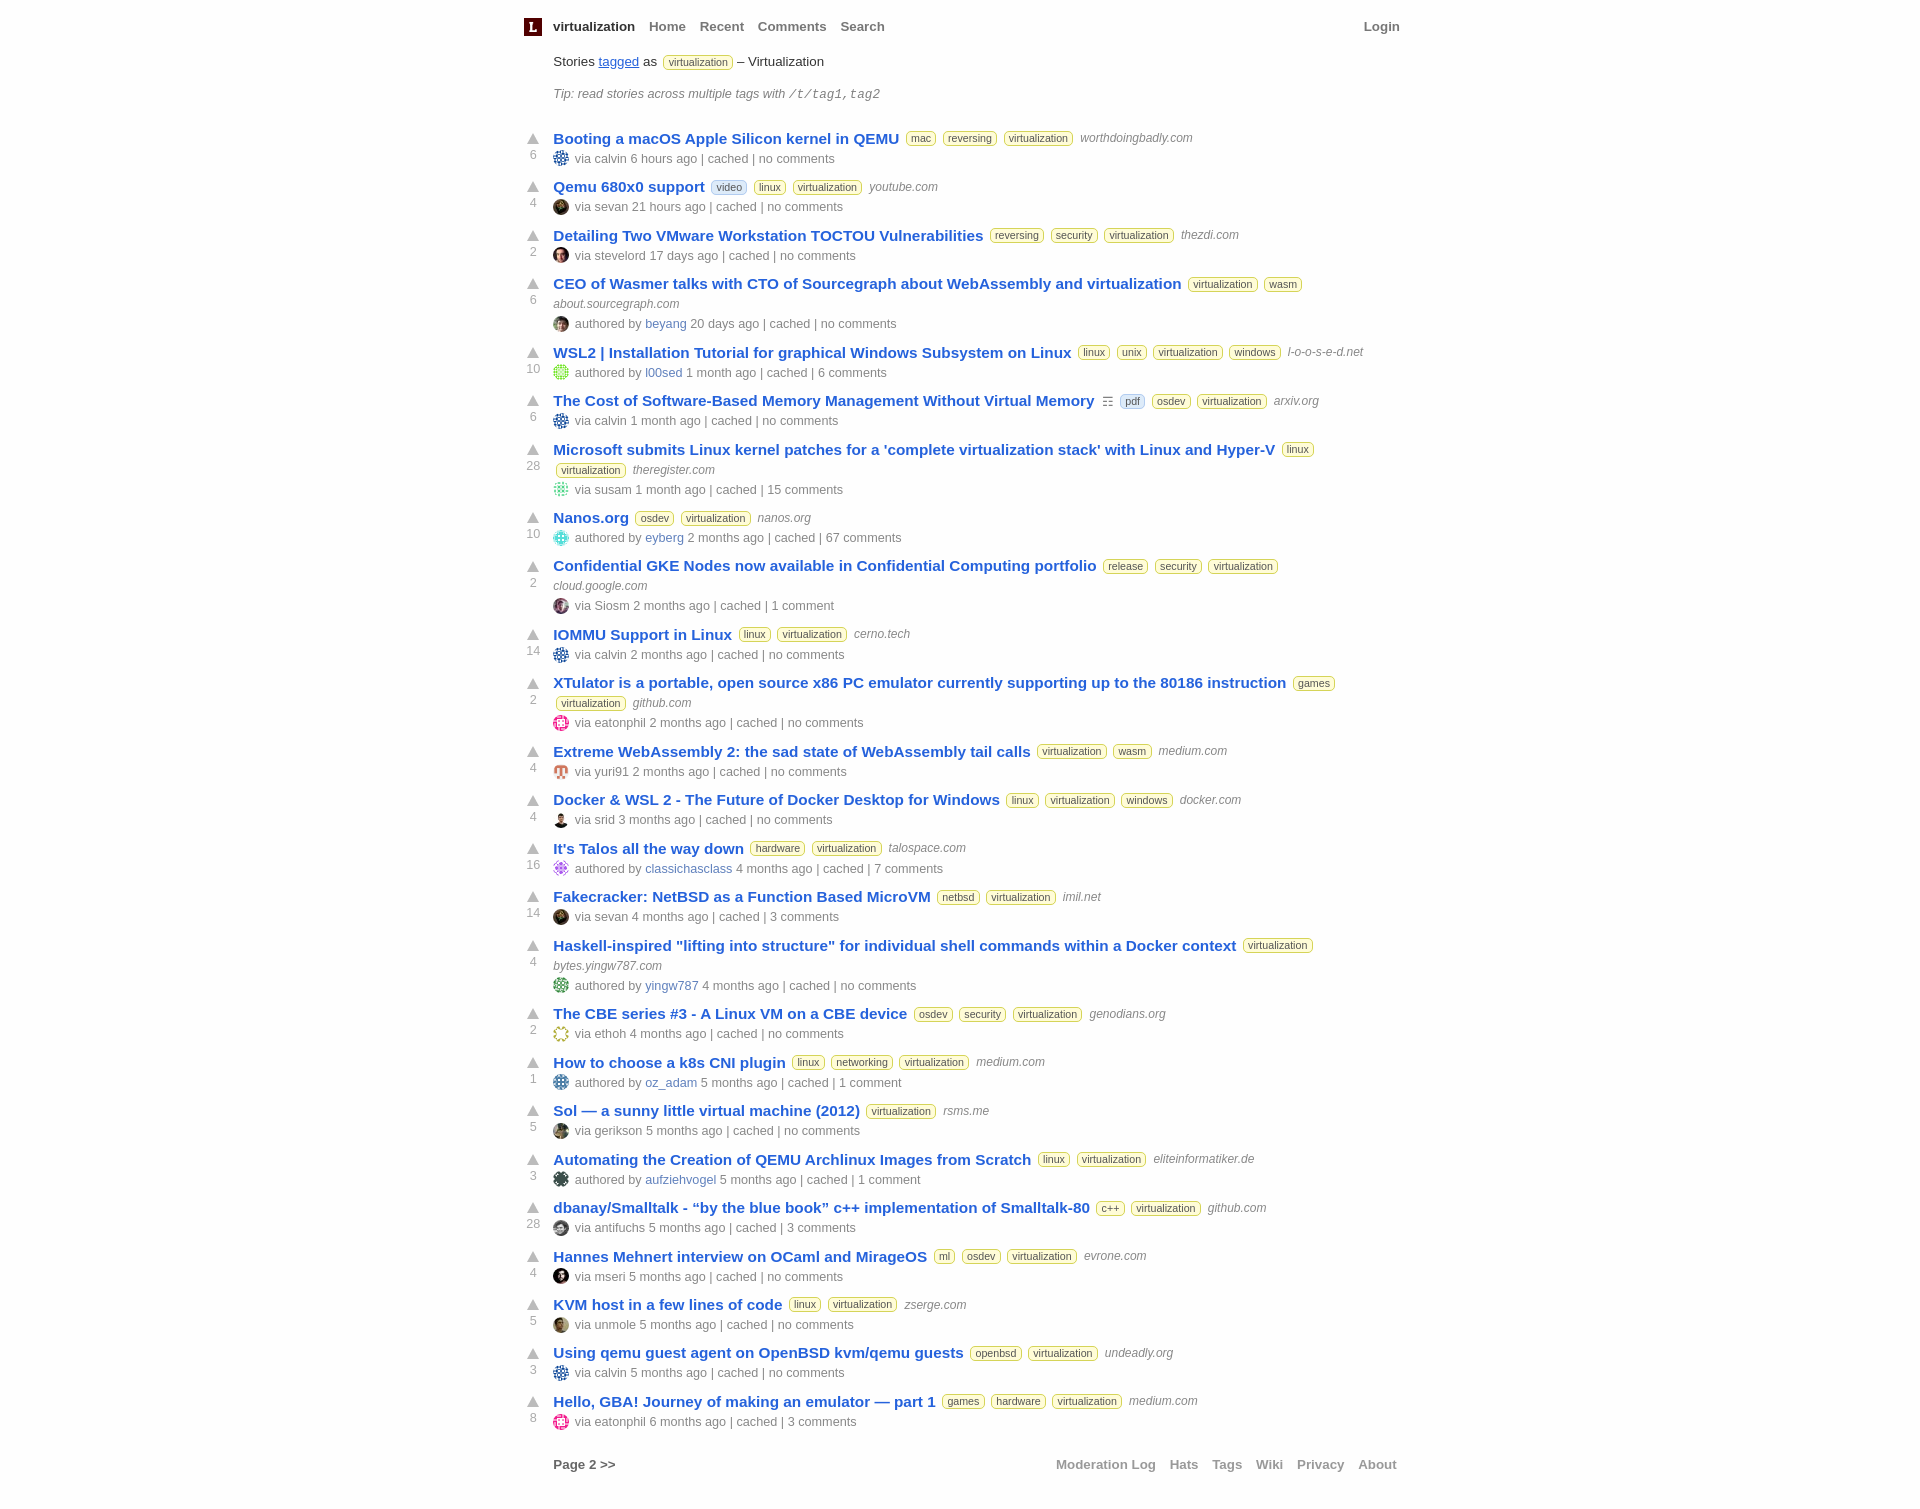 L virtualization Home Recent Comments Search Login
Stories tagged as virtualization – Virtualization
Tip: read stories across multiple tags with /t/tag1,tag2
Booting a macOS Apple Silicon kernel in QEMU mac reversing virtualization worthdoingbadly.com
6 via calvin 6 hours ago | cached | no comments
Qemu 680x0 support video linux virtualization youtube.com
4 via sevan 21 hours ago | cached | no comments
Detailing Two VMware Workstation TOCTOU Vulnerabilities reversing security virtualization thezdi.com
2 via stevelord 17 days ago | cached | no comments
CEO of Wasmer talks with CTO of Sourcegraph about WebAssembly and virtualization virtualization wasm
6 about.sourcegraph.com
authored by beyang 20 days ago | cached | no comments
WSL2 | Installation Tutorial for graphical Windows Subsystem on Linux linux unix virtualization windows l-o-o-s-e-d.net
10 authored by l00sed 1 month ago | cached | 6 comments
The Cost of Software-Based Memory Management Without Virtual Memory ☶ pdf osdev virtualization arxiv.org
6 via calvin 1 month ago | cached | no comments
Microsoft submits Linux kernel patches for a 'complete virtualization stack' with Linux and Hyper-V linux
28 virtualization theregister.com
via susam 1 month ago | cached | 15 comments
Nanos.org osdev virtualization nanos.org
10 authored by eyberg 2 months ago | cached | 67 comments
Confidential GKE Nodes now available in Confidential Computing portfolio release security virtualization
2 cloud.google.com
via Siosm 2 months ago | cached | 1 comment
IOMMU Support in Linux linux virtualization cerno.tech
14 via calvin 2 months ago | cached | no comments
XTulator is a portable, open source x86 PC emulator currently supporting up to the 80186 instruction games
2 virtualization github.com
via eatonphil 2 months ago | cached | no comments
Extreme WebAssembly 2: the sad state of WebAssembly tail calls virtualization wasm medium.com
4 via yuri91 2 months ago | cached | no comments
Docker & WSL 2 - The Future of Docker Desktop for Windows linux virtualization windows docker.com
4 via srid 3 months ago | cached | no comments
It's Talos all the way down hardware virtualization talospace.com
16 authored by classichasclass 4 months ago | cached | 7 comments
Fakecracker: NetBSD as a Function Based MicroVM netbsd virtualization imil.net
14 via sevan 4 months ago | cached | 3 comments
Haskell-inspired "lifting into structure" for individual shell commands within a Docker context virtualization
4 bytes.yingw787.com
authored by yingw787 4 months ago | cached | no comments
The CBE series #3 - A Linux VM on a CBE device osdev security virtualization genodians.org
2 via ethoh 4 months ago | cached | no comments
How to choose a k8s CNI plugin linux networking virtualization medium.com
1 authored by oz_adam 5 months ago | cached | 1 comment
Sol — a sunny little virtual machine (2012) virtualization rsms.me
5 via gerikson 5 months ago | cached | no comments
Automating the Creation of QEMU Archlinux Images from Scratch linux virtualization eliteinformatiker.de
3 authored by aufziehvogel 5 months ago | cached | 1 comment
dbanay/Smalltalk - “by the blue book” c++ implementation of Smalltalk-80 c++ virtualization github.com
28 via antifuchs 5 months ago | cached | 3 comments
Hannes Mehnert interview on OCaml and MirageOS ml osdev virtualization evrone.com
4 via mseri 5 months ago | cached | no comments
KVM host in a few lines of code linux virtualization zserge.com
5 via unmole 5 months ago | cached | no comments
Using qemu guest agent on OpenBSD kvm/qemu guests openbsd virtualization undeadly.org
3 via calvin 5 months ago | cached | no comments
Hello, GBA! Journey of making an emulator — part 1 games hardware virtualization medium.com
8 via eatonphil 6 months ago | cached | 3 comments
Page 2 >> Moderation Log Hats Tags Wiki Privacy About